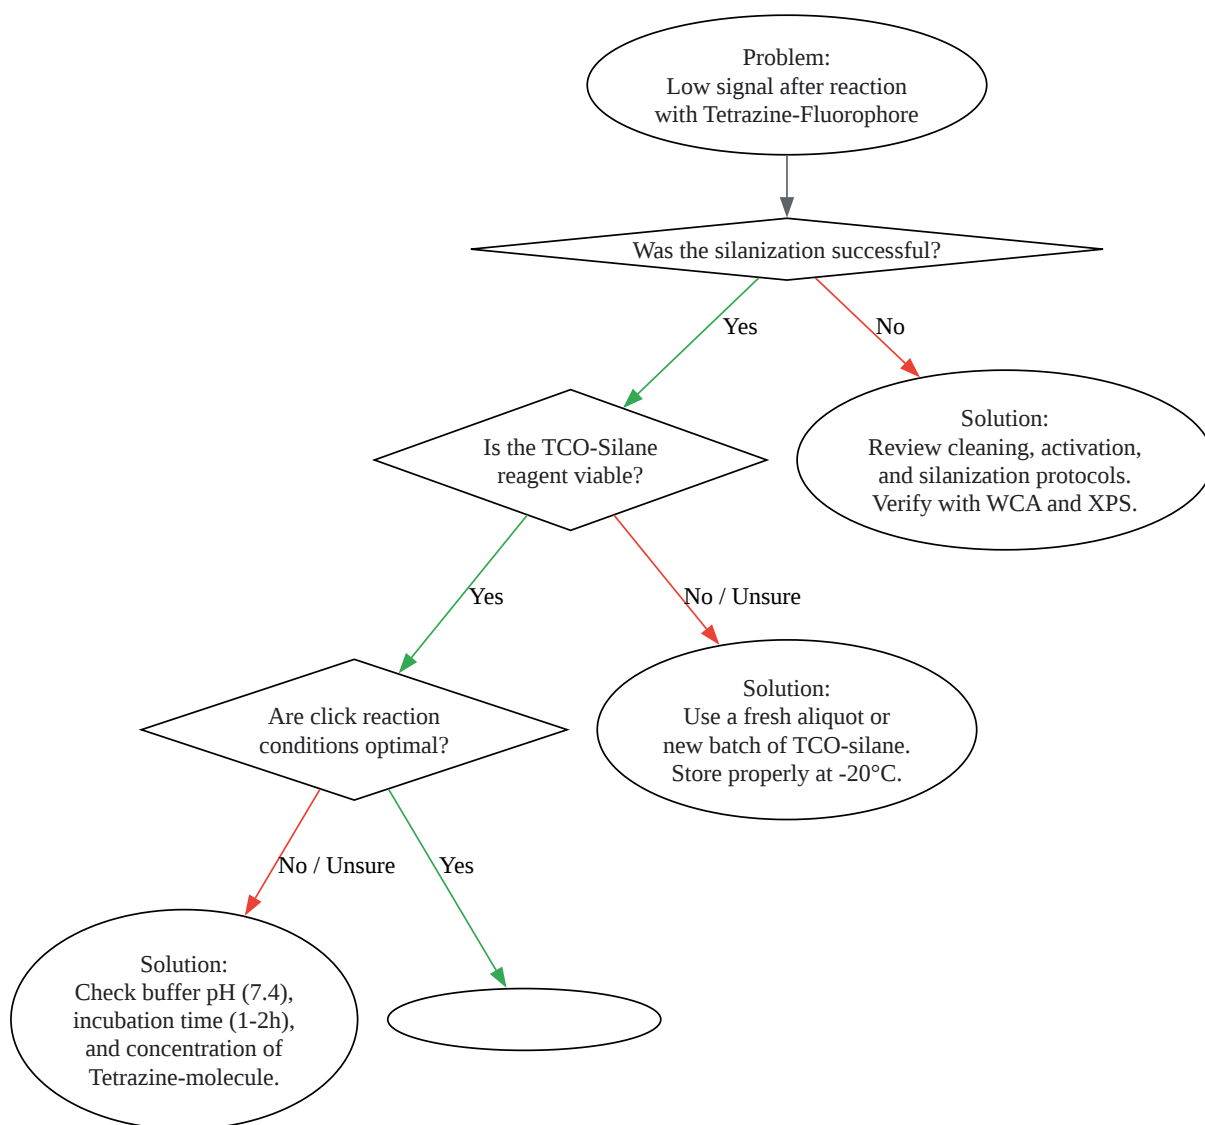 Problem:
Low signal after reaction
with Tetrazine-Fluorophore
Was the silanization successful?
Yes
No
Solution:
Review cleaning, activation,
and silanization protocols.
Verify with WCA and XPS.
Is the TCO-Silane
reagent viable?
Yes
No / Unsure
Solution:
Use a fresh aliquot or
new batch of TCO-silane.
Store properly at -20°C.
Are click reaction
conditions optimal?
No / Unsure
Yes
Solution:
Check buffer pH (7.4),
incubation time (1-2h),
and concentration of
Tetrazine-molecule.